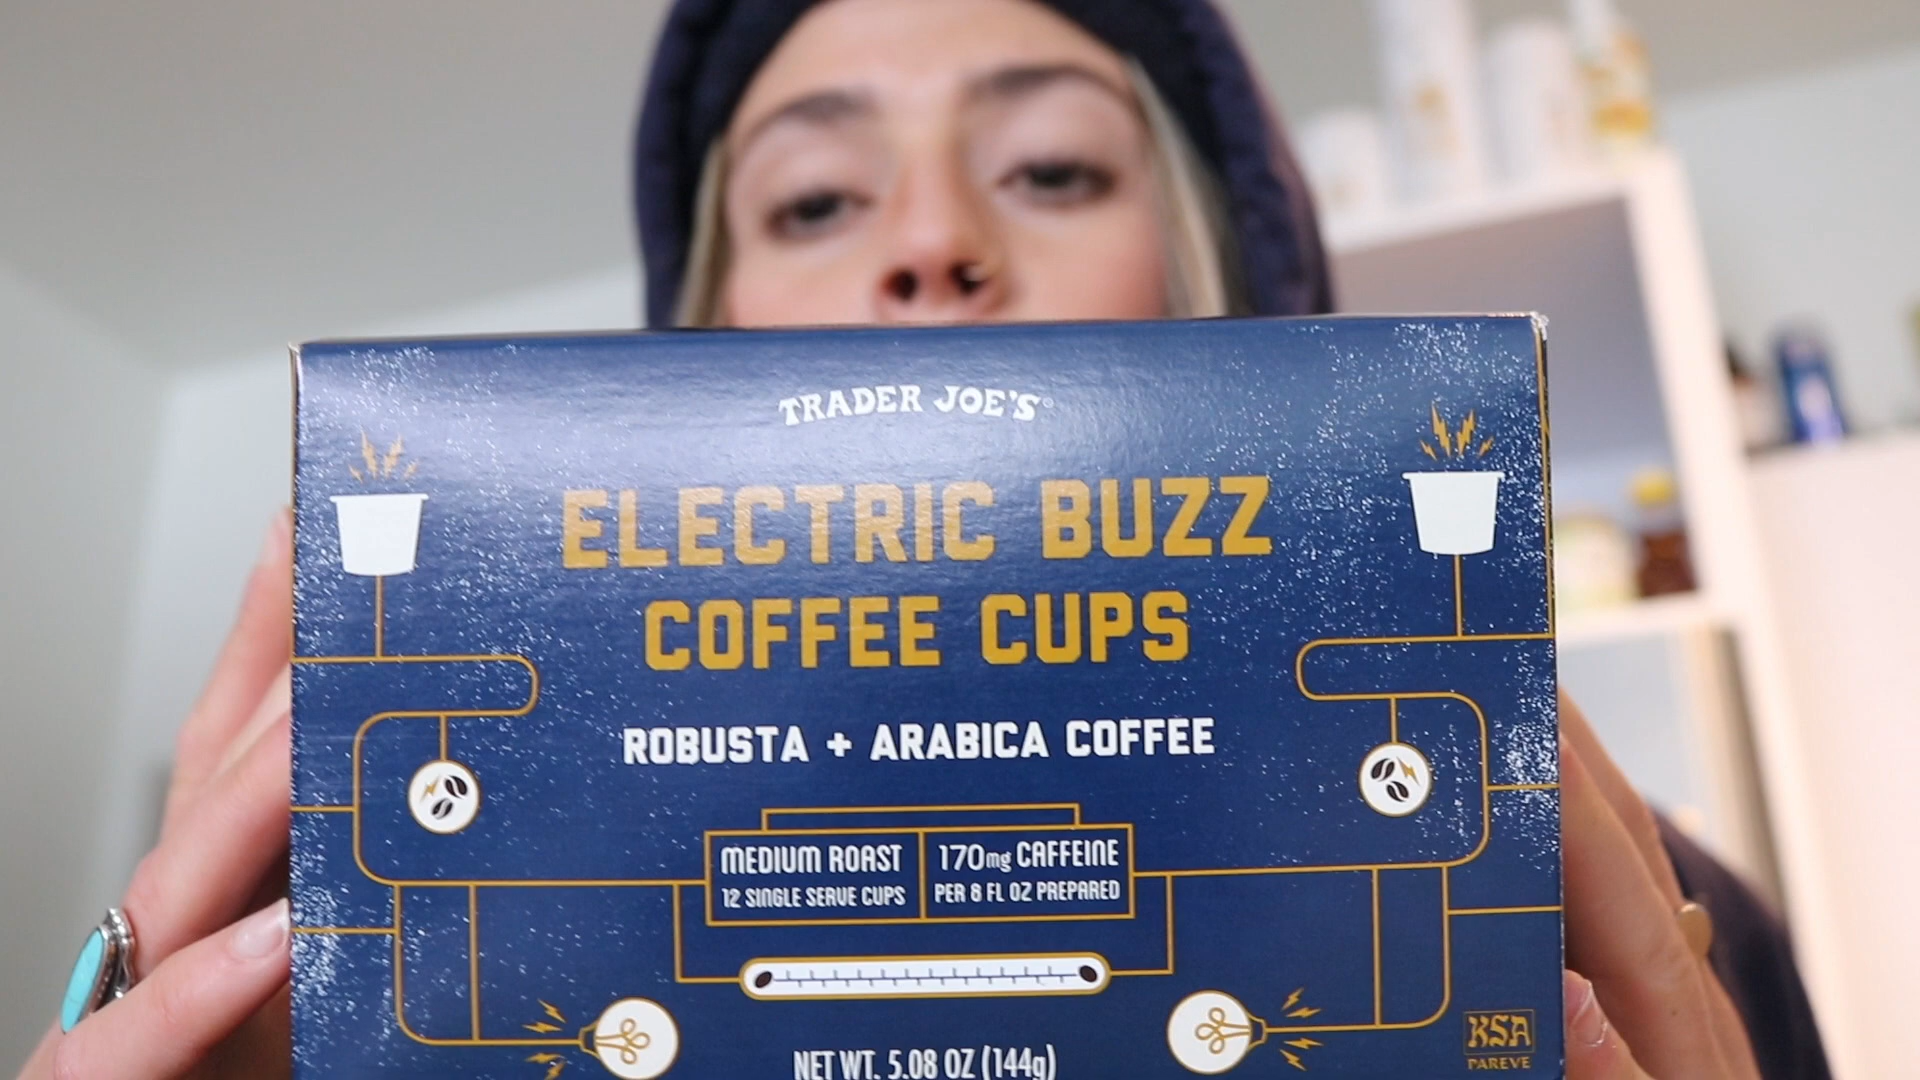 TRADER JOE'S
ELECTRIC BUZZ
COFFEE CUPS
ROBUSTA + ARABICA COFFEE
MEDIUM ROAST
12 SINGLE SERVE CUPS
170mg CAFFEINE
PER 8 FL OZ PREPARED
NET WT. 5.08 OZ (144g)
KSA
PAREVE